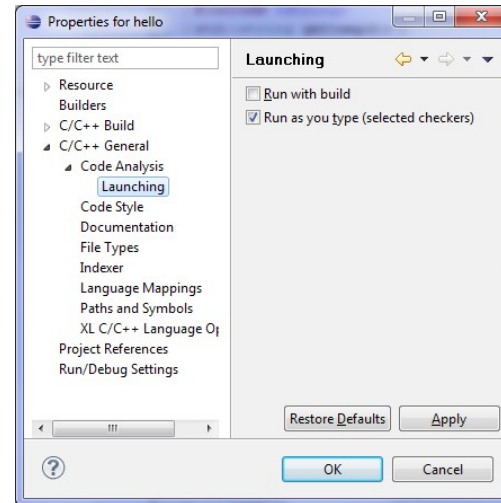 Properties for hello
type filter text
Resource
Builders
C/C++ Build
C/C++ General
Code Analysis
Launching
Code Style
Documentation
File Types
Indexer
Language Mappings
Paths and Symbols
XL C/C++ Language Op
Project References
Run/Debug Settings
Launching
Run with build
Run as you type (selected checkers)
Restore Defaults
Apply
?
OK
Cancel